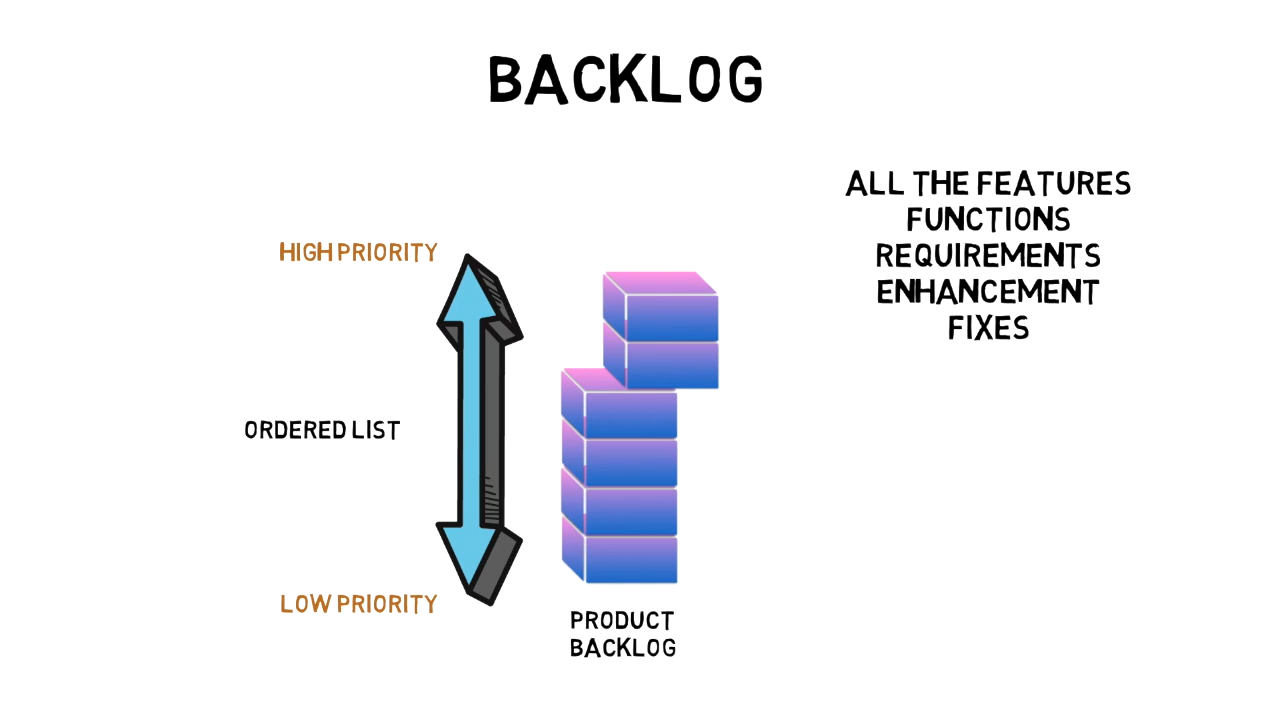 BACKLOG
ALL THE FEATURES
FUNCTIONS
REQUIREMENTS
ENHANCEMENT
FIXES
HIGH PRIORITY
ORDERED LIST
LOW PRIORITY
PRODUCT
BACKLOG